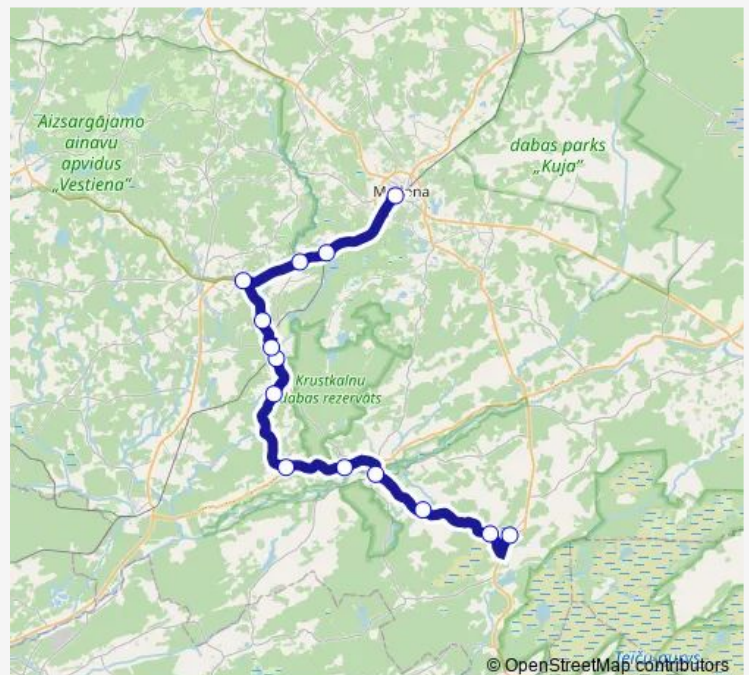 Aizsargājamo
ainavu
apvidus
„Vestiena“
dabas parks
„Kuja”
Krustkalnu
dabas rezervāts
© OpenStreetMap contributors